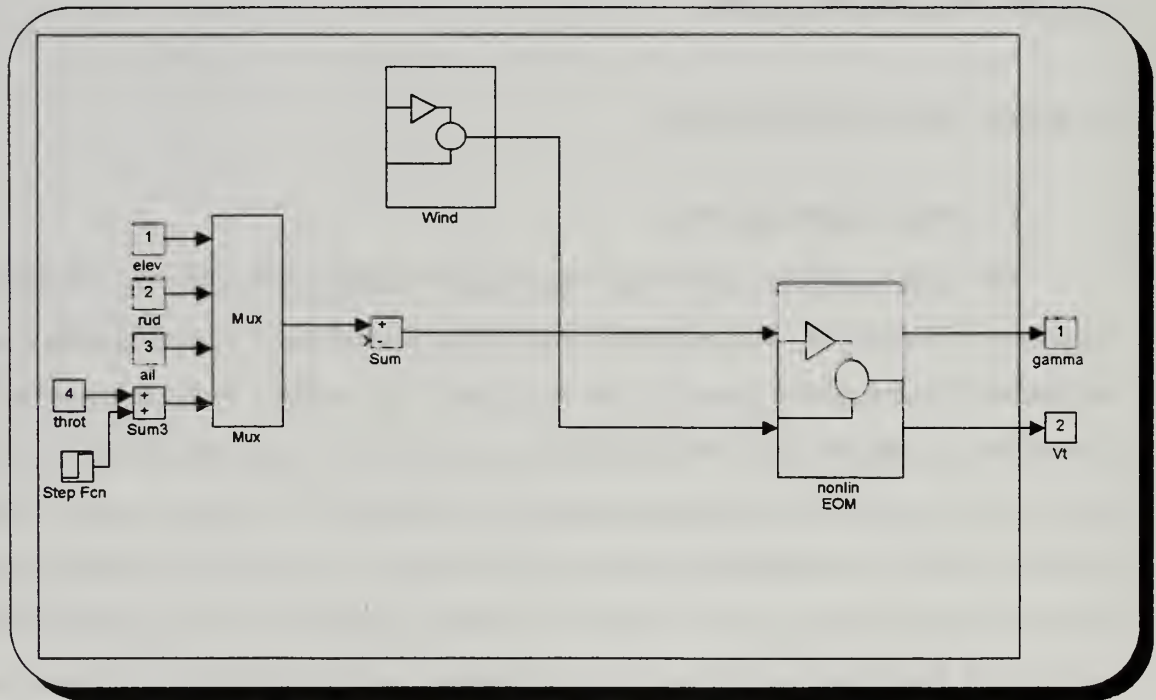 Wind
1
elev
2
rud
3
ail
4
throt
+
+
Sum3
Step Fcn
Mux
Mux
+
-
Sum
nonlin
EOM
1
gamma
2
Vt